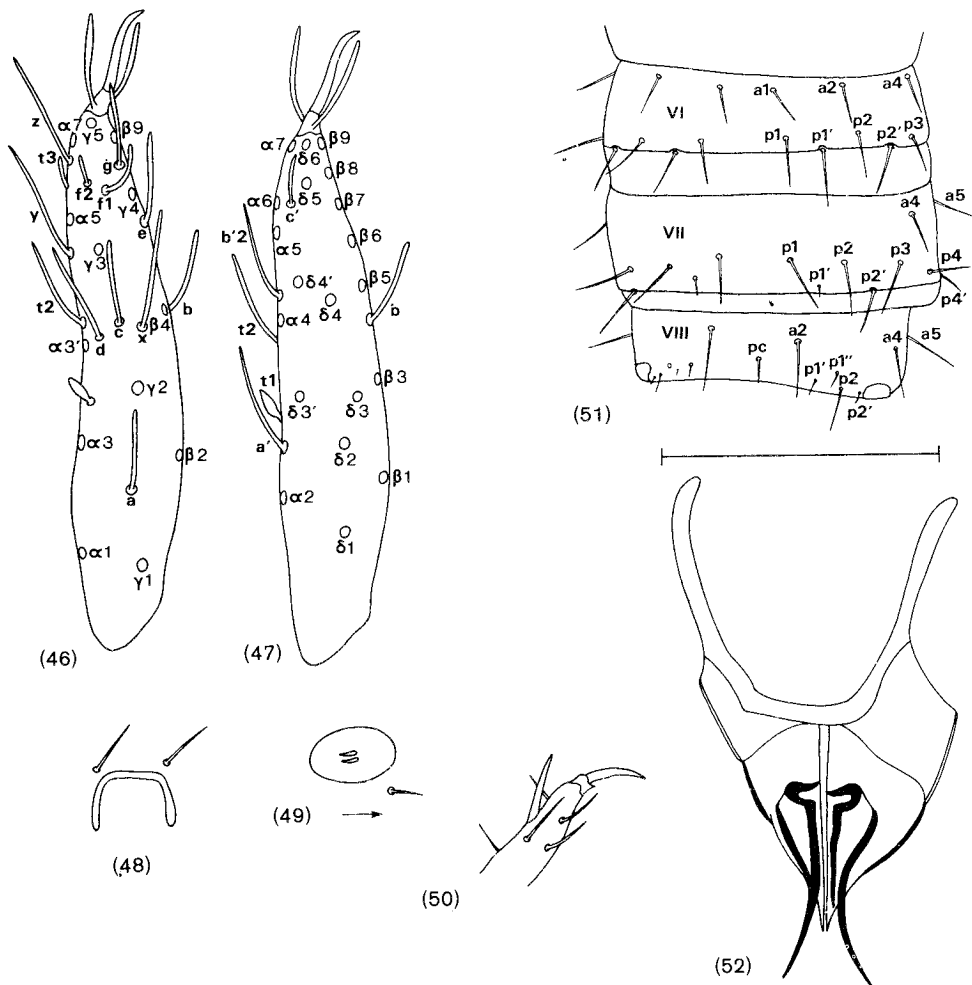 z
α7
γ5
β9
t3
g
f2
f1
γ4
y
α5
e
γ3
t2
d
c
x
β4
b
α3'
γ2
α3
β2
a
α1
γ1
(46)
α7
δ6
β9
β8
δ5
α6
c'
β7
α5
b'2
β6
δ4'
β5
δ4
t2
α4
b
t1
β3
δ3'
δ3
a'
δ2
β1
α2
δ1
(47)
a1
a2
a4
VI
p1
p1'
p2
p2'
p3
a4
a5
VII
p1
p2
p3
p4
p1'
p2'
p4'
VIII
a2
a4
a5
pc
p1'
p1''
p2
p2'
(51)
(48)
(49)
(50)
(52)